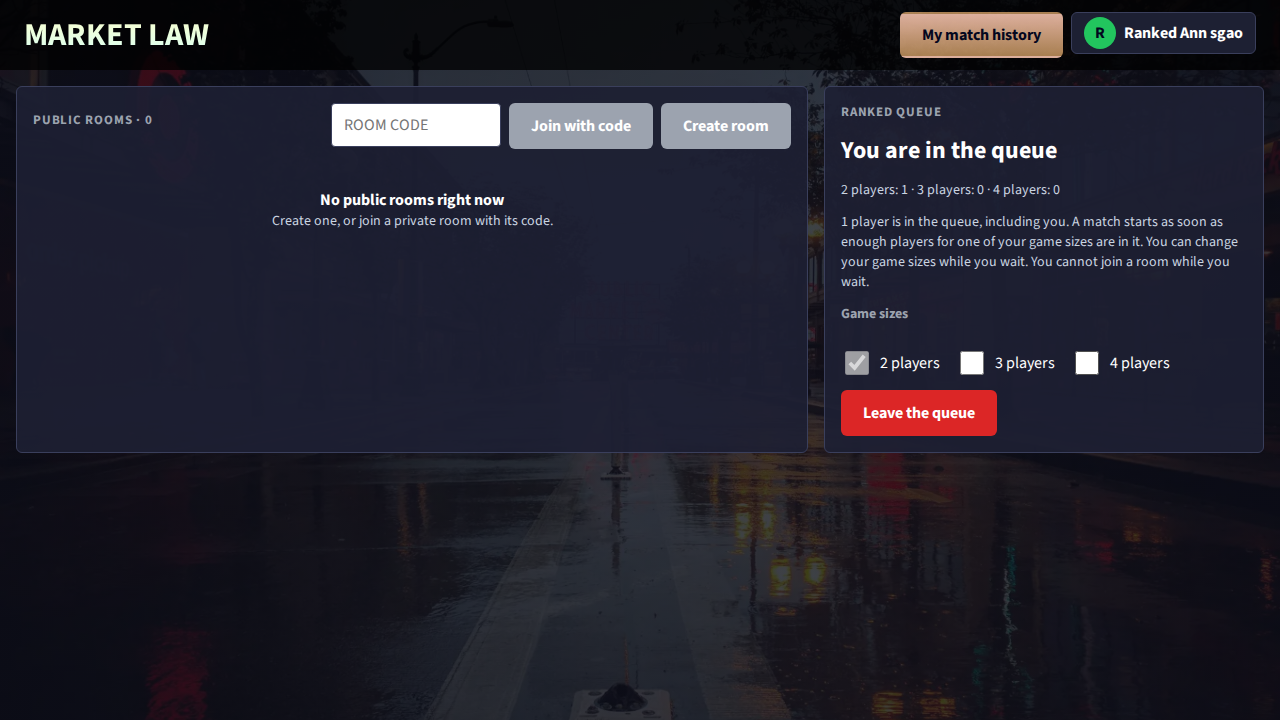 MARKET LAW
My match history
R
Ranked Ann sgao
PUBLIC ROOMS · 0
ROOM CODE
Join with code
Create room
No public rooms right now
Create one, or join a private room with its code.
RANKED QUEUE
You are in the queue
2 players: 1 · 3 players: 0 · 4 players: 0
1 player is in the queue, including you. A match starts as soon as
enough players for one of your game sizes are in it. You can change
your game sizes while you wait. You cannot join a room while you
wait.
Game sizes
2 players
3 players
4 players
Leave the queue